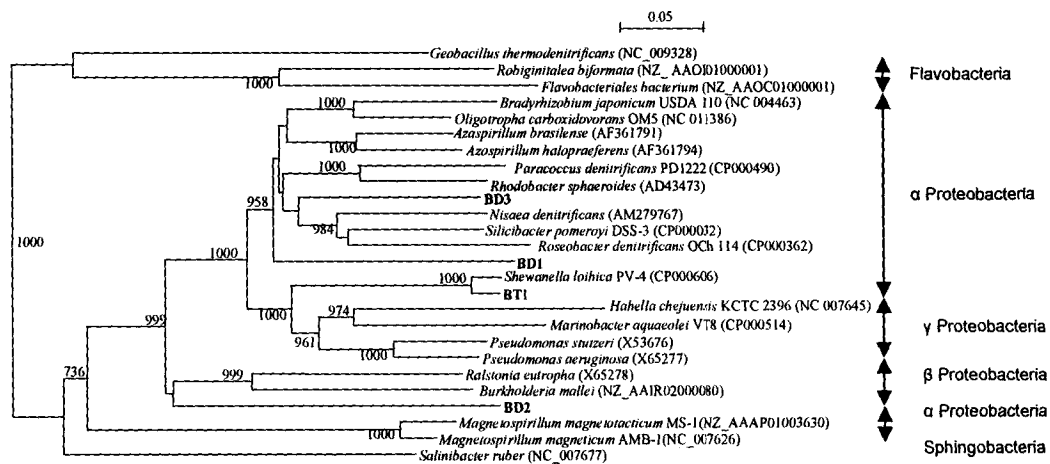 0.05
Geobacillus thermodenitrificans (NC_009328)
Robiginitalea biformata (NZ_ AAOI01000001)
1000
Flavobacteriales bacterium (NZ_AAOC01000001)
Flavobacteria
1000
Bradyrhizobium japonicum USDA 110 (NC 004463)
Oligotropha carboxidovorans OM5 (NC 011386)
Azaspirillum brasilense (AF361791)
1000
Azospirillum halopraeferens (AF361794)
1000
Paracoccus denitrificans PD1222 (CP000490)
Rhodobacter sphaeroides (AD43473)
α Proteobacteria
958
BD3
Nisaea denitrificans (AM279767)
984
Silicibacter pomeroyi DSS-3 (CP000032)
Roseobacter denitrificans OCh 114 (CP000362)
1000
1000
BD1
1000
Shewanella loihica PV-4 (CP000606)
BT1
1000
974
Hahella chejuensis KCTC 2396 (NC 007645)
999
Marinobacter aquaeolei VT8 (CP000514)
γ Proteobacteria
961
Pseudomonas stutzeri (X53676)
1000
Pseudomonas aeruginosa (X65277)
736
999
Ralstonia eutropha (X65278)
β Proteobacteria
Burkholderia mallei (NZ_AAIR02000080)
BD2
α Proteobacteria
Magnetospirillum magnetotacticum MS-1(NZ_AAAP01003630)
1000
Magnetospirillum magneticum AMB-1(NC_007626)
Sphingobacteria
Salinibacter ruber (NC_007677)